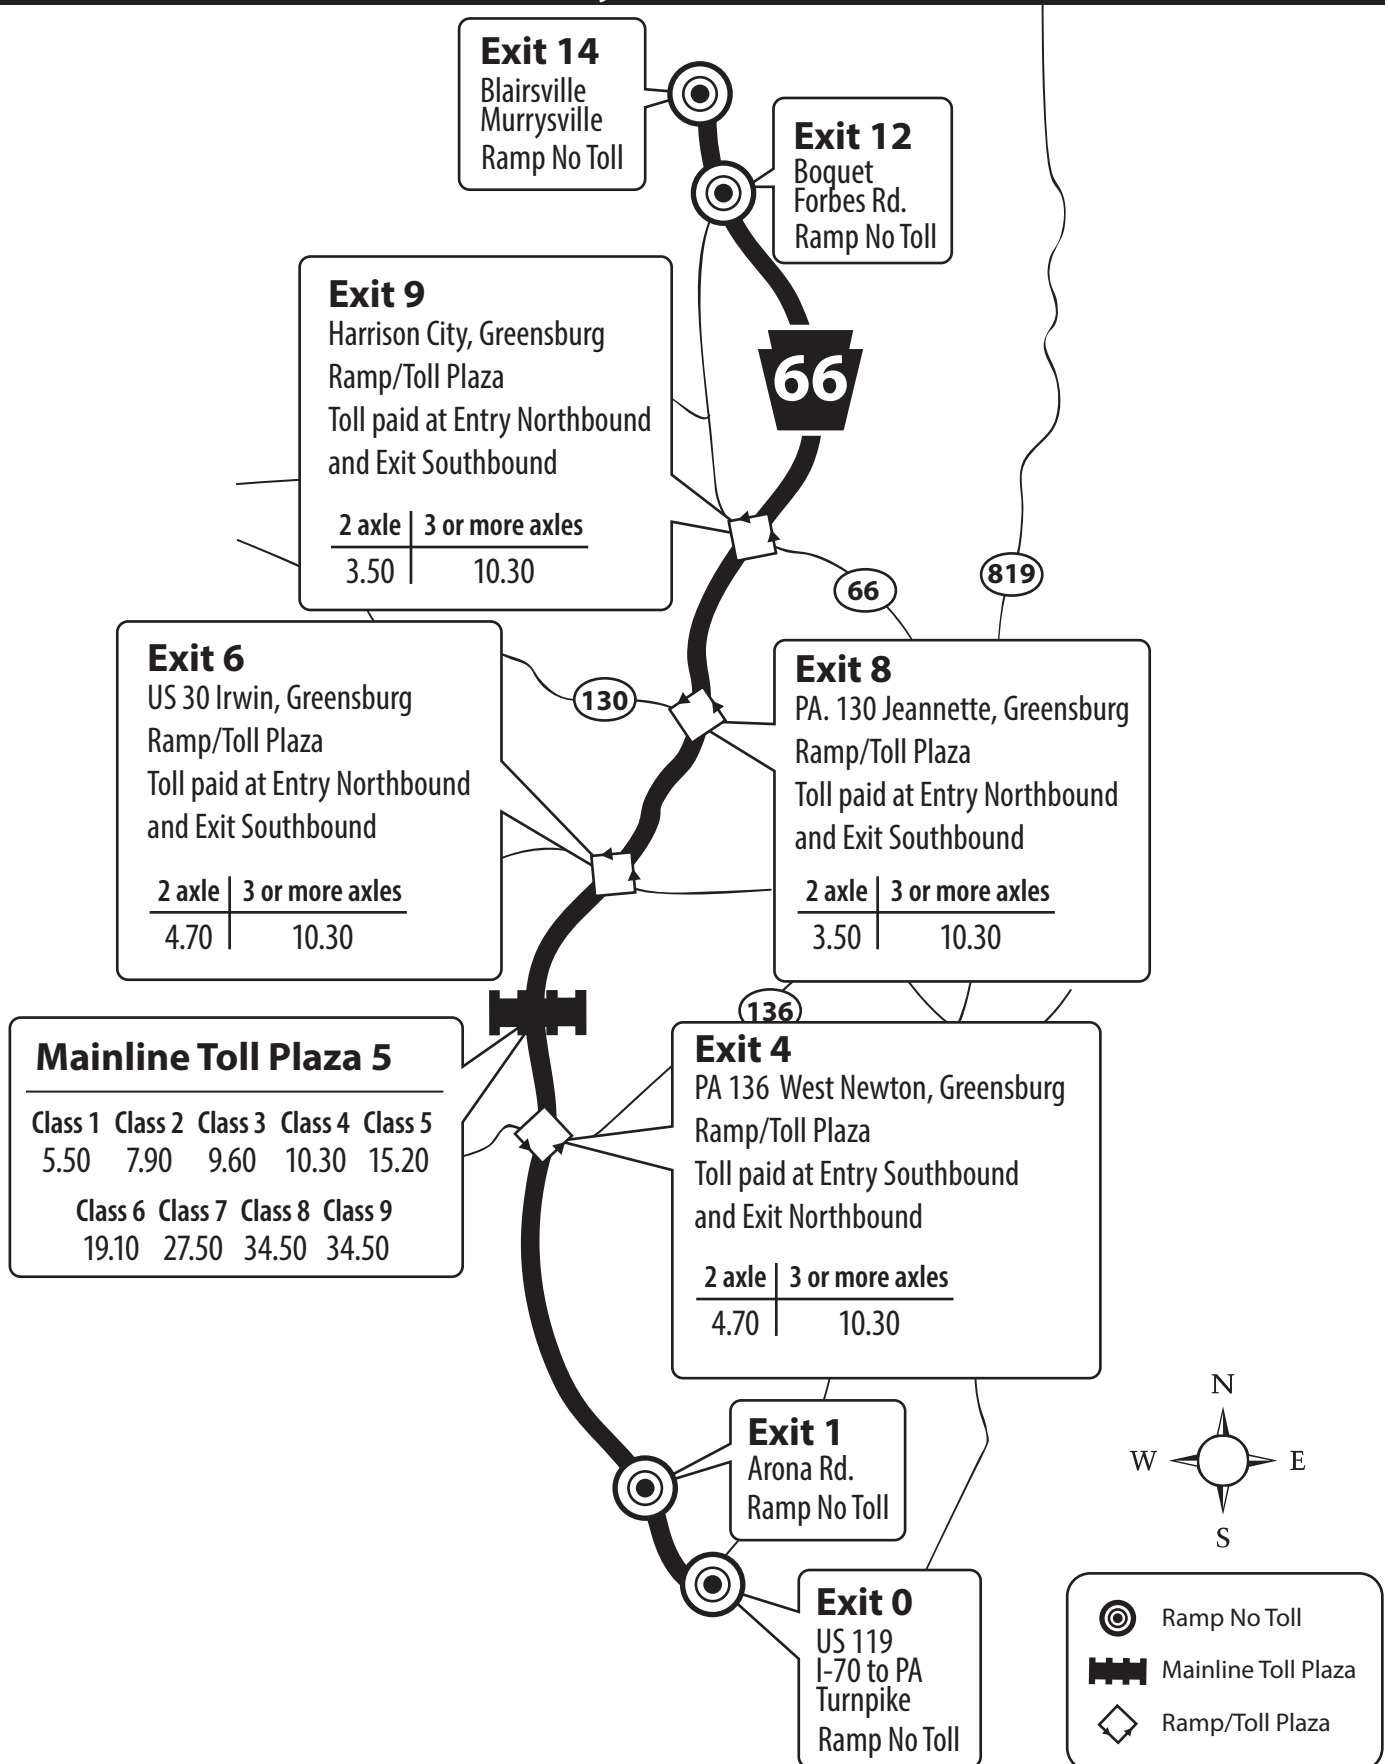 Exit 14
Blairsville
Murrysville
Ramp No Toll
Exit 12
Boquet
Forbes Rd.
Ramp No Toll
Exit 9
Harrison City, Greensburg
Ramp/Toll Plaza
Toll paid at Entry Northbound
and Exit Southbound
2 axle 3 or more axles
3.50 10.30
66
66
819
130
Exit 6
US 30 Irwin, Greensburg
Ramp/Toll Plaza
Toll paid at Entry Northbound
and Exit Southbound
2 axle 3 or more axles
4.70 10.30
Exit 8
PA. 130 Jeannette, Greensburg
Ramp/Toll Plaza
Toll paid at Entry Northbound
and Exit Southbound
2 axle 3 or more axles
3.50 10.30
136
Mainline Toll Plaza 5
Class 1 Class 2 Class 3 Class 4 Class 5
5.50 7.90 9.60 10.30 15.20
Class 6 Class 7 Class 8 Class 9
19.10 27.50 34.50 34.50
Exit 4
PA 136 West Newton, Greensburg
Ramp/Toll Plaza
Toll paid at Entry Southbound
and Exit Northbound
2 axle 3 or more axles
4.70 10.30
Exit 1
Arona Rd.
Ramp No Toll
Exit 0
US 119
I-70 to PA
Turnpike
Ramp No Toll
N
W E
S
Ramp No Toll
Mainline Toll Plaza
Ramp/Toll Plaza